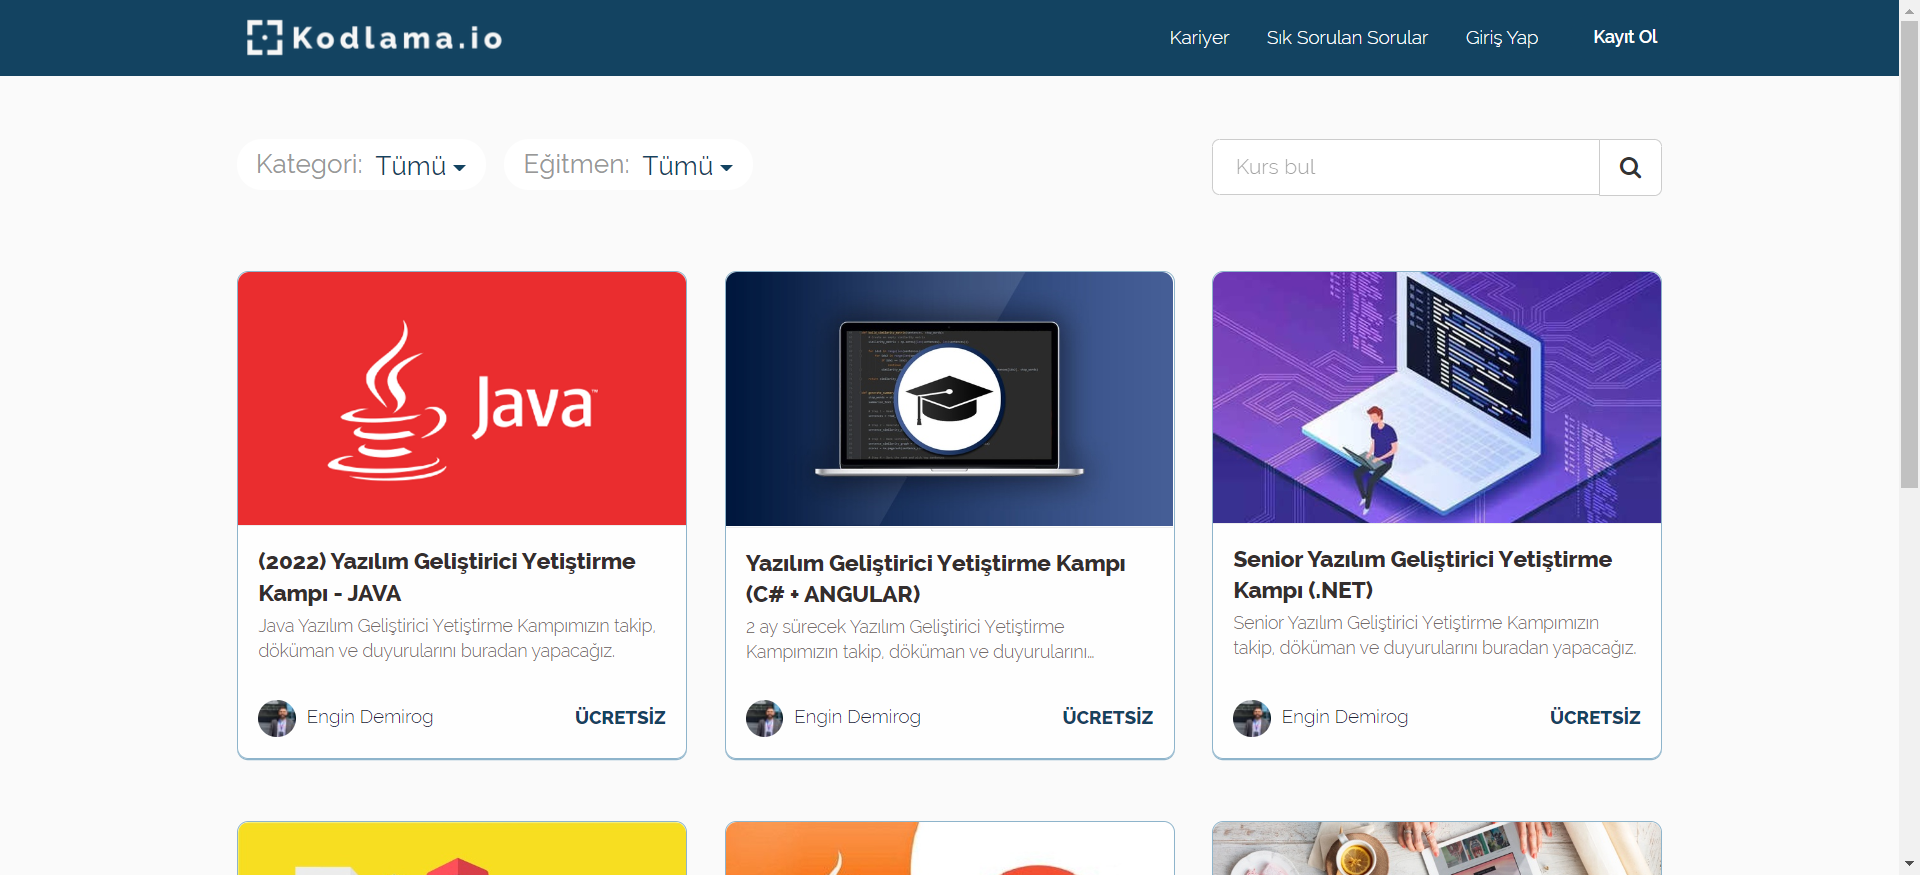 Kodlama.io
Kariyer
Sık Sorulan Sorular
Giriş Yap
Kayıt Ol
Kategori: Tümü
Eğitmen: Tümü
Kurs bul
Java™
(2022) Yazılım Geliştirici Yetiştirme
Kampı - JAVA
Java Yazılım Geliştirici Yetiştirme Kampımızın takip,
döküman ve duyurularını buradan yapacağız.
Engin Demirog
ÜCRETSİZ
Yazılım Geliştirici Yetiştirme Kampı
(C# + ANGULAR)
2 ay sürecek Yazılım Geliştirici Yetiştirme
Kampımızın takip, döküman ve duyurularını...
Engin Demirog
ÜCRETSİZ
Senior Yazılım Geliştirici Yetiştirme
Kampı (.NET)
Senior Yazılım Geliştirici Yetiştirme Kampımızın
takip, döküman ve duyurularını buradan yapacağız.
Engin Demirog
ÜCRETSİZ